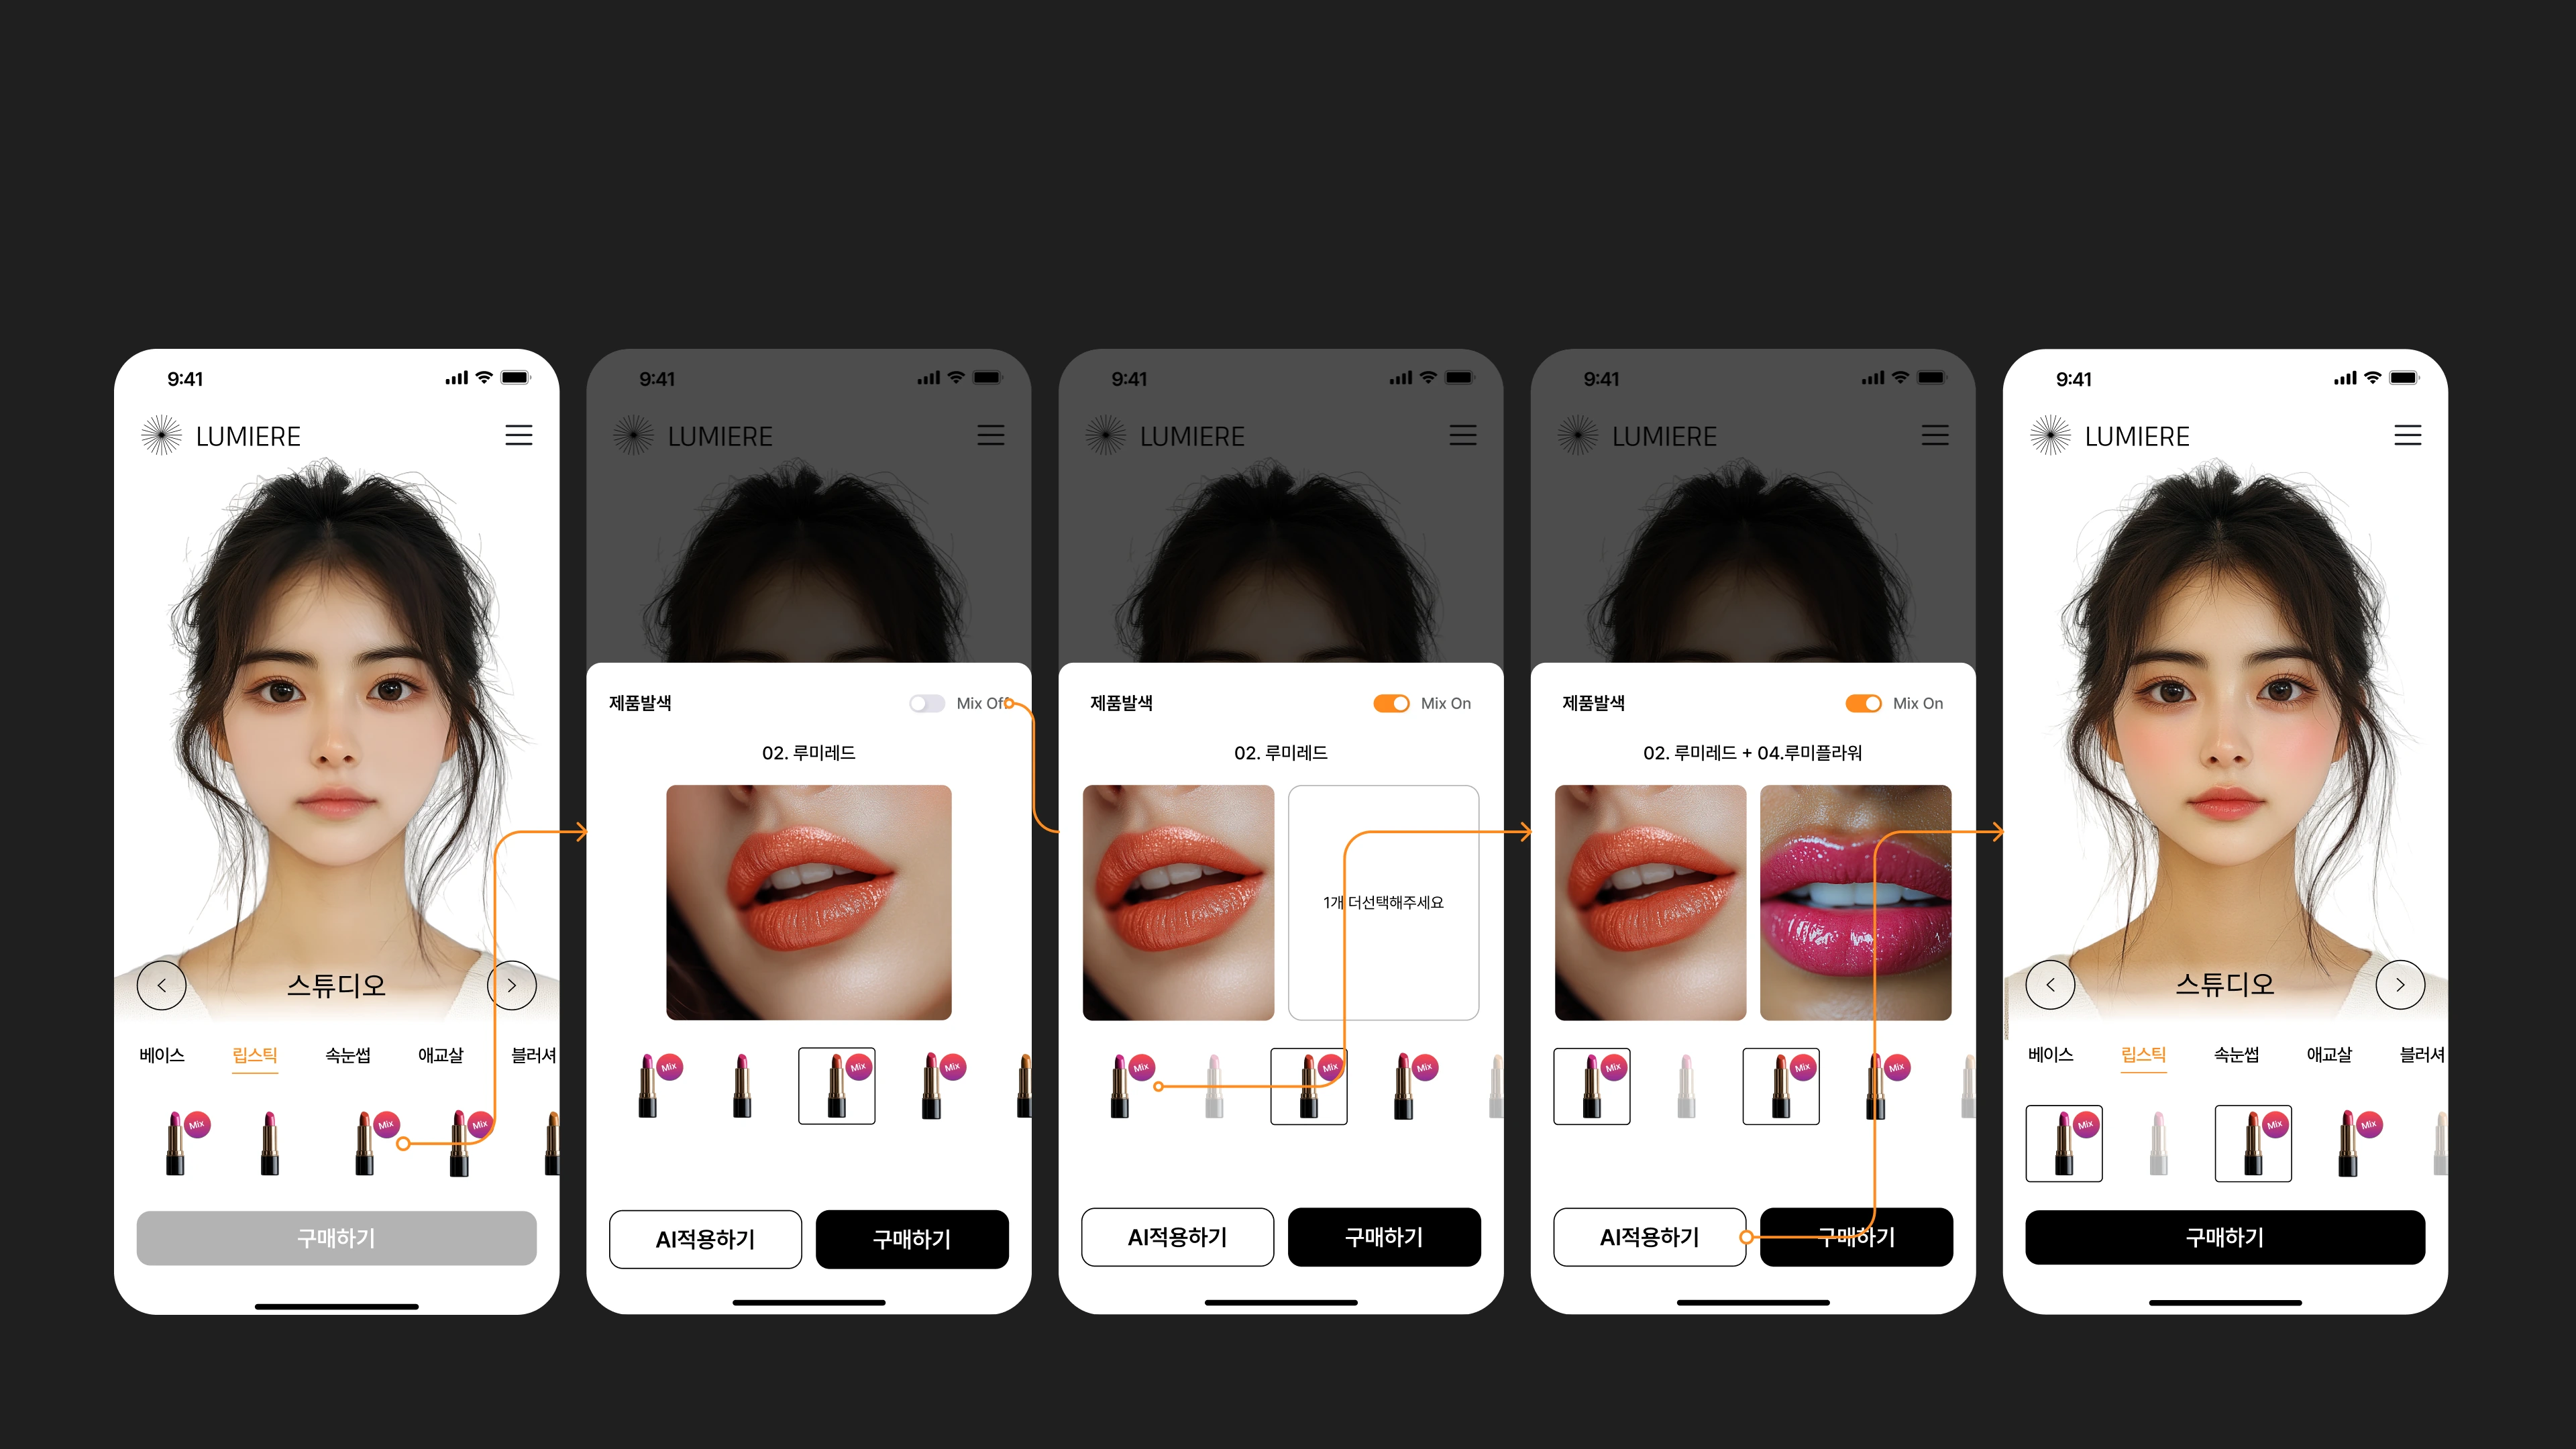 9:41
LUMIERE
스튜디오
베이스 립스틱 속눈썹 애교살 블러셔
Mix Mix Mix
구매하기
9:41
LUMIERE
제품발색 Mix Off
02. 루미레드
Mix Mix Mix
AI적용하기 구매하기
9:41
LUMIERE
제품발색 Mix On
02. 루미레드
1개 더선택해주세요
Mix Mix Mix
AI적용하기 구매하기
9:41
LUMIERE
제품발색 Mix On
02. 루미레드 + 04.루미플라워
Mix Mix Mix
AI적용하기 구매하기
9:41
LUMIERE
스튜디오
베이스 립스틱 속눈썹 애교살 블러셔
Mix Mix Mix
구매하기